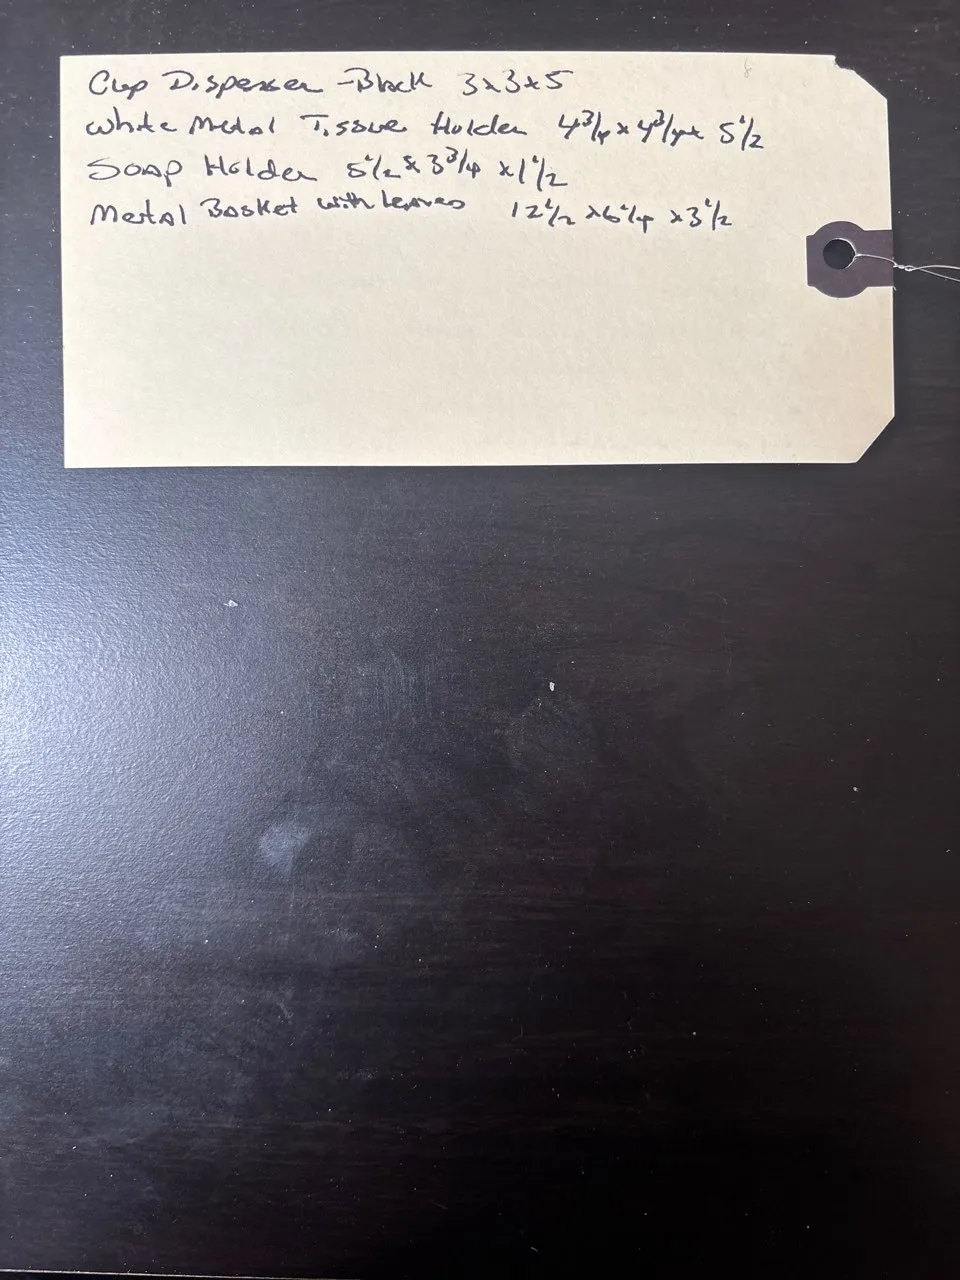 Cup Dispenser - Black 3x3x5
White Metal Tissue Holder 4 3/4 x 4 3/4 x 5 1/2
Soap Holder 5 1/2 x 3 3/4 x 1 1/2
Metal Basket with leaves 12 1/2 x 6 1/4 x 3 1/2